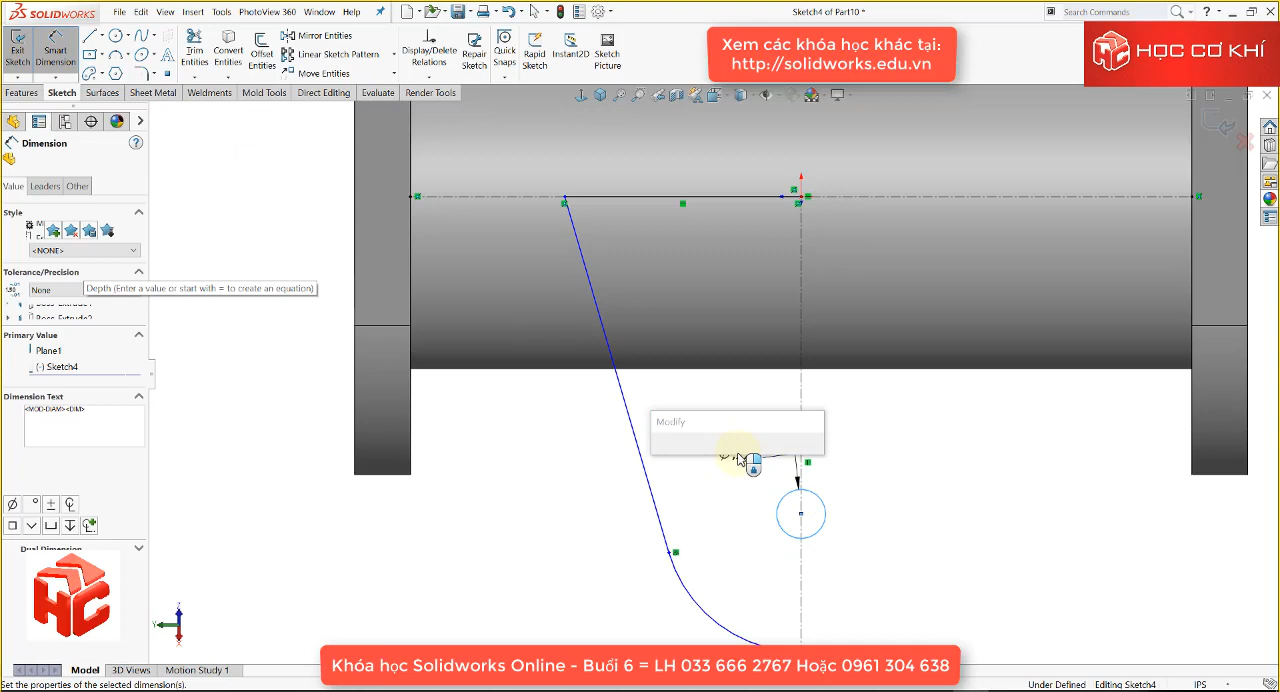 SOLIDWORKS
File
Edit
View
Insert
Tools
PhotoView 360
Window
Help
Sketch4 of Part10 *
Search Commands
Exit Sketch
Smart Dimension
Trim Entities
Convert Entities
Offset Entities
Mirror Entities
Linear Sketch Pattern
Move Entities
Display/Delete Relations
Repair Sketch
Quick Snaps
Rapid Sketch
Instant2D
Sketch Picture
Xem các khóa học khác tại:
http://solidworks.edu.vn
HỌC CƠ KHÍ
Features
Sketch
Surfaces
Sheet Metal
Weldments
Mold Tools
Direct Editing
Evaluate
Render Tools
Dimension
Value
Leaders
Other
Style
<NONE>
Tolerance/Precision
None
Depth (Enter a value or start with = to create an equation)
Boss-Extrude2
Primary Value
Plane1
(-) Sketch4
Dimension Text
<MOD-DIAM><DIM>
Dual Dimension
Modify
HC
Khóa học Solidworks Online - Buổi 6 = LH 033 666 2767 Hoặc 0961 304 638
Model
3D Views
Motion Study 1
Set the properties of the selected dimension(s).
Under Defined
Editing Sketch4
IPS